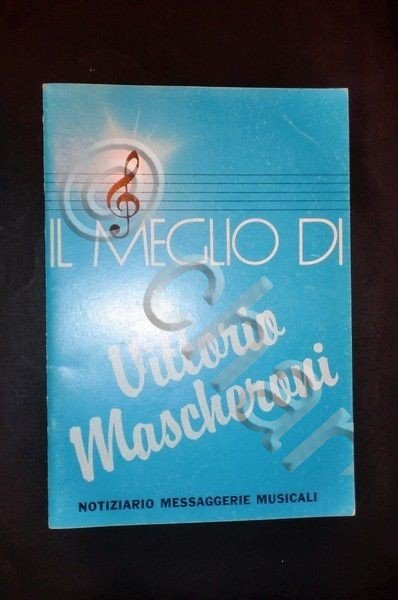 IL MEGLIO DI
Vittorio
Mascheroni
NOTIZIARIO MESSAGGERIE MUSICALI